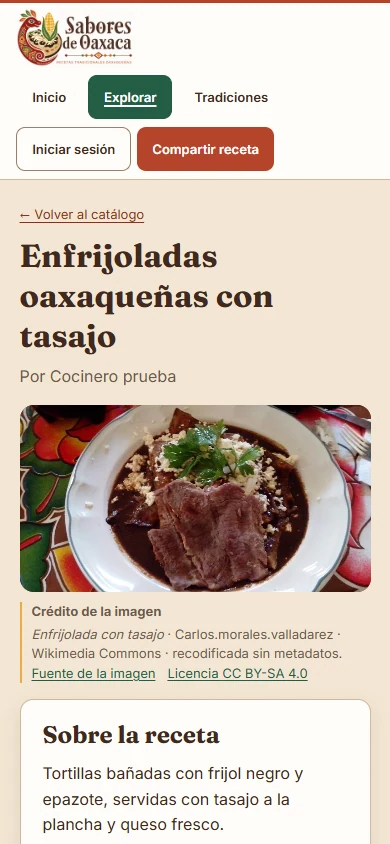 Sabores
de Oaxaca
RECETAS TRADICIONALES OAXAQUEÑAS
Inicio Explorar Tradiciones
Iniciar sesión Compartir receta
← Volver al catálogo
Enfrijoladas
oaxaqueñas con
tasajo
Por Cocinero prueba
Crédito de la imagen
Enfrijolada con tasajo · Carlos.morales.valladarez ·
Wikimedia Commons · recodificada sin metadatos.
Fuente de la imagen Licencia CC BY-SA 4.0
Sobre la receta
Tortillas bañadas con frijol negro y
epazote, servidas con tasajo a la
plancha y queso fresco.